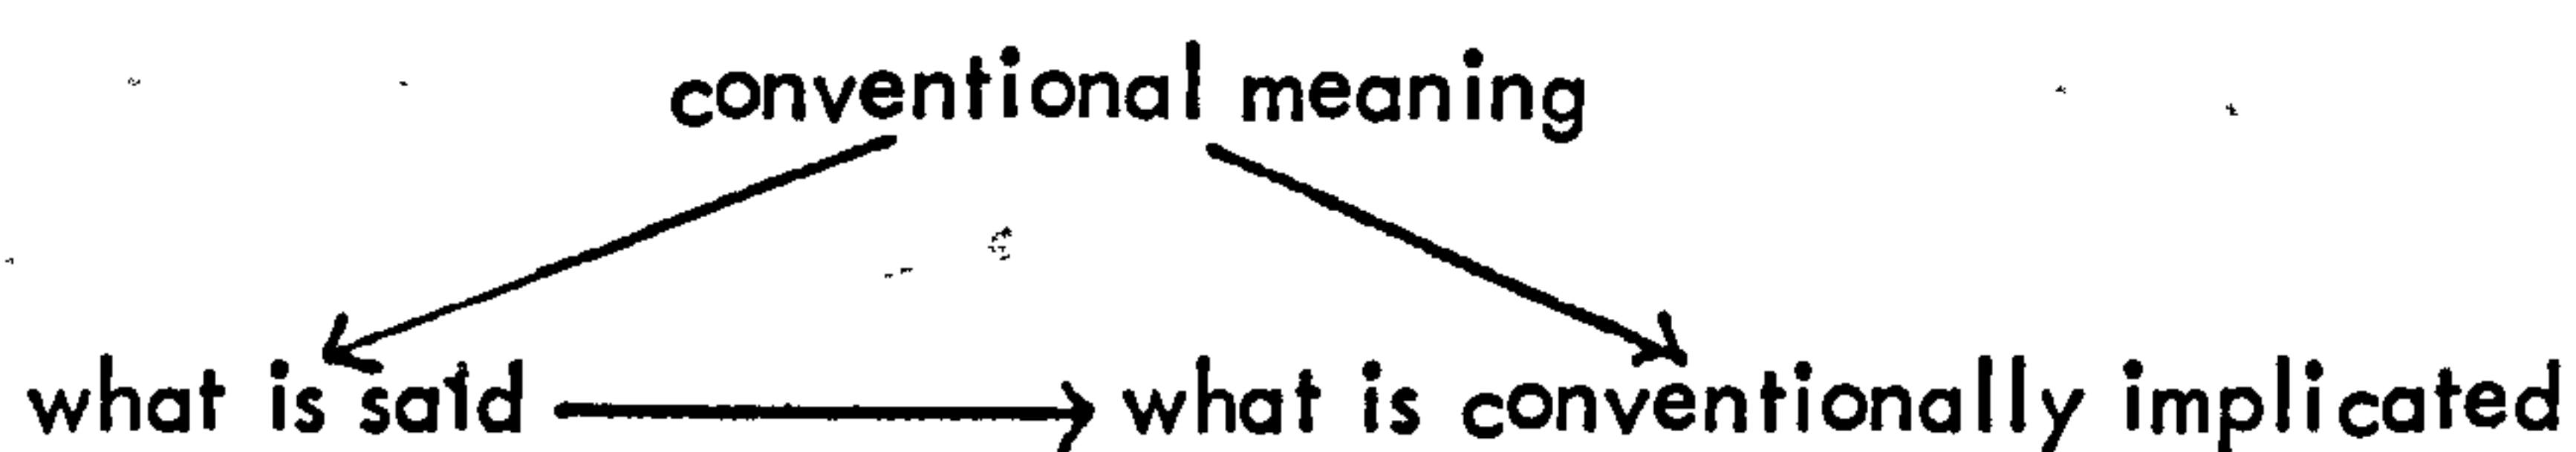 conventional meaning
what is said what is conventionally implicated